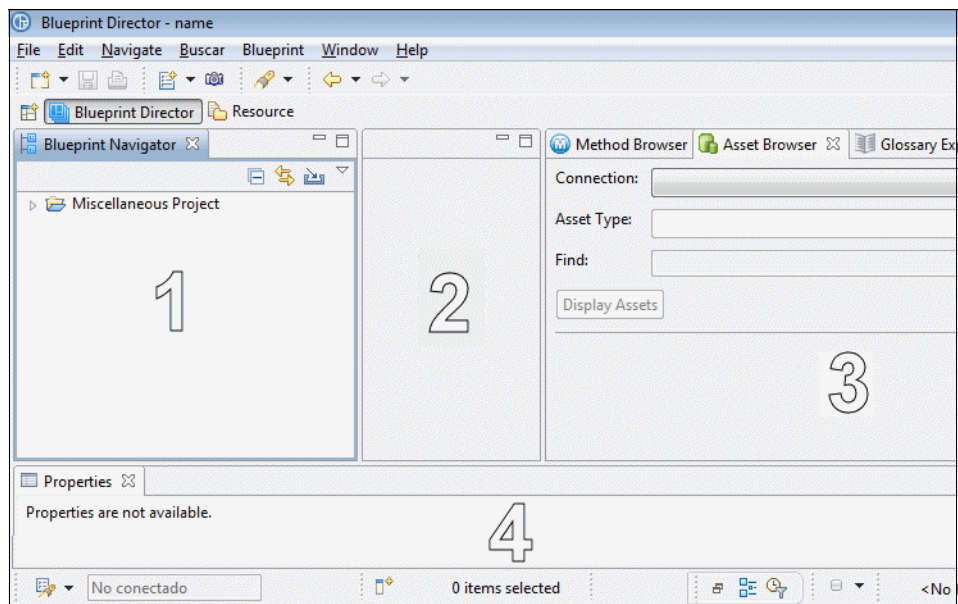 Blueprint Director - name
File Edit Navigate Buscar Blueprint Window Help
Blueprint Director Resource
Blueprint Navigator
Method Browser Asset Browser Glossary
Miscellaneous Project
Connection:
Asset Type:
Find:
Display Assets
1
2
3
Properties
Properties are not available.
4
No conectado
0 items selected
<No